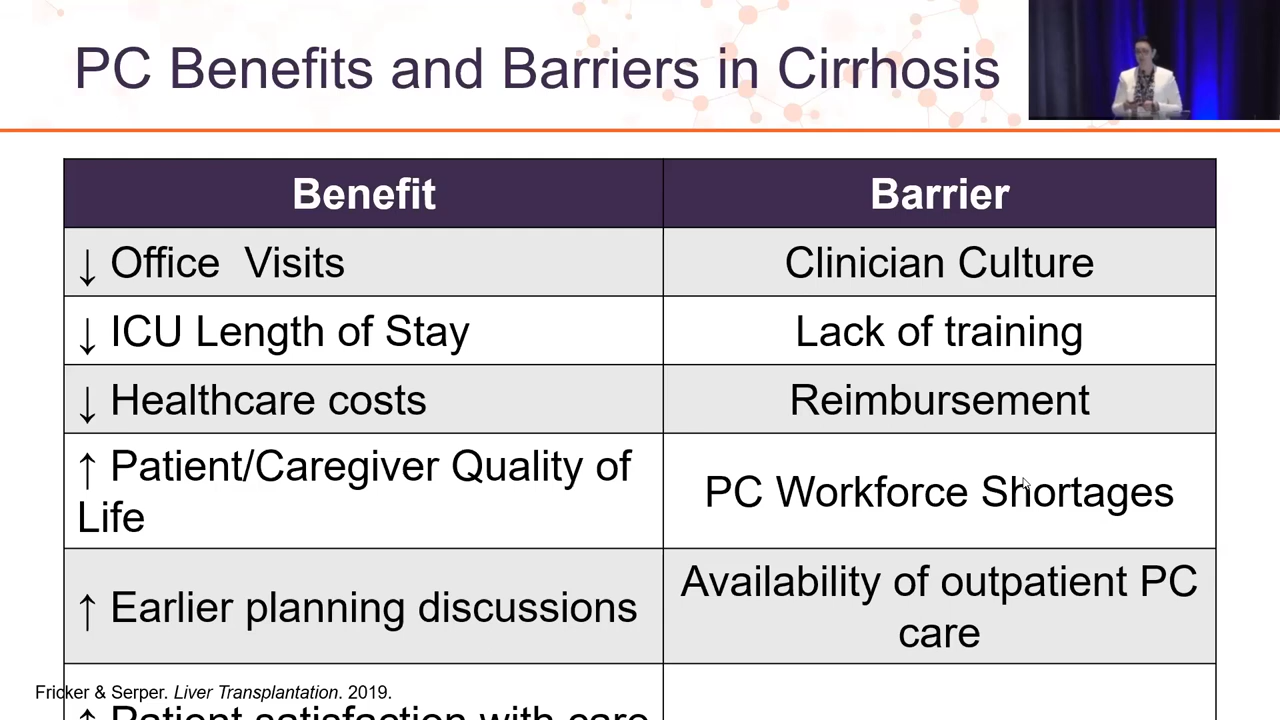 PC Benefits and Barriers in Cirrhosis
Benefit
Barrier
↓ Office  Visits
Clinician Culture
↓ ICU Length of Stay
Lack of training
↓ Healthcare costs
Reimbursement
↑ Patient/Caregiver Quality of
Life
PC Workforce Shortages
↑ Earlier planning discussions
Availability of outpatient PC
care
Fricker & Serper. Liver Transplantation. 2019.
↑ Patient satisfaction with care